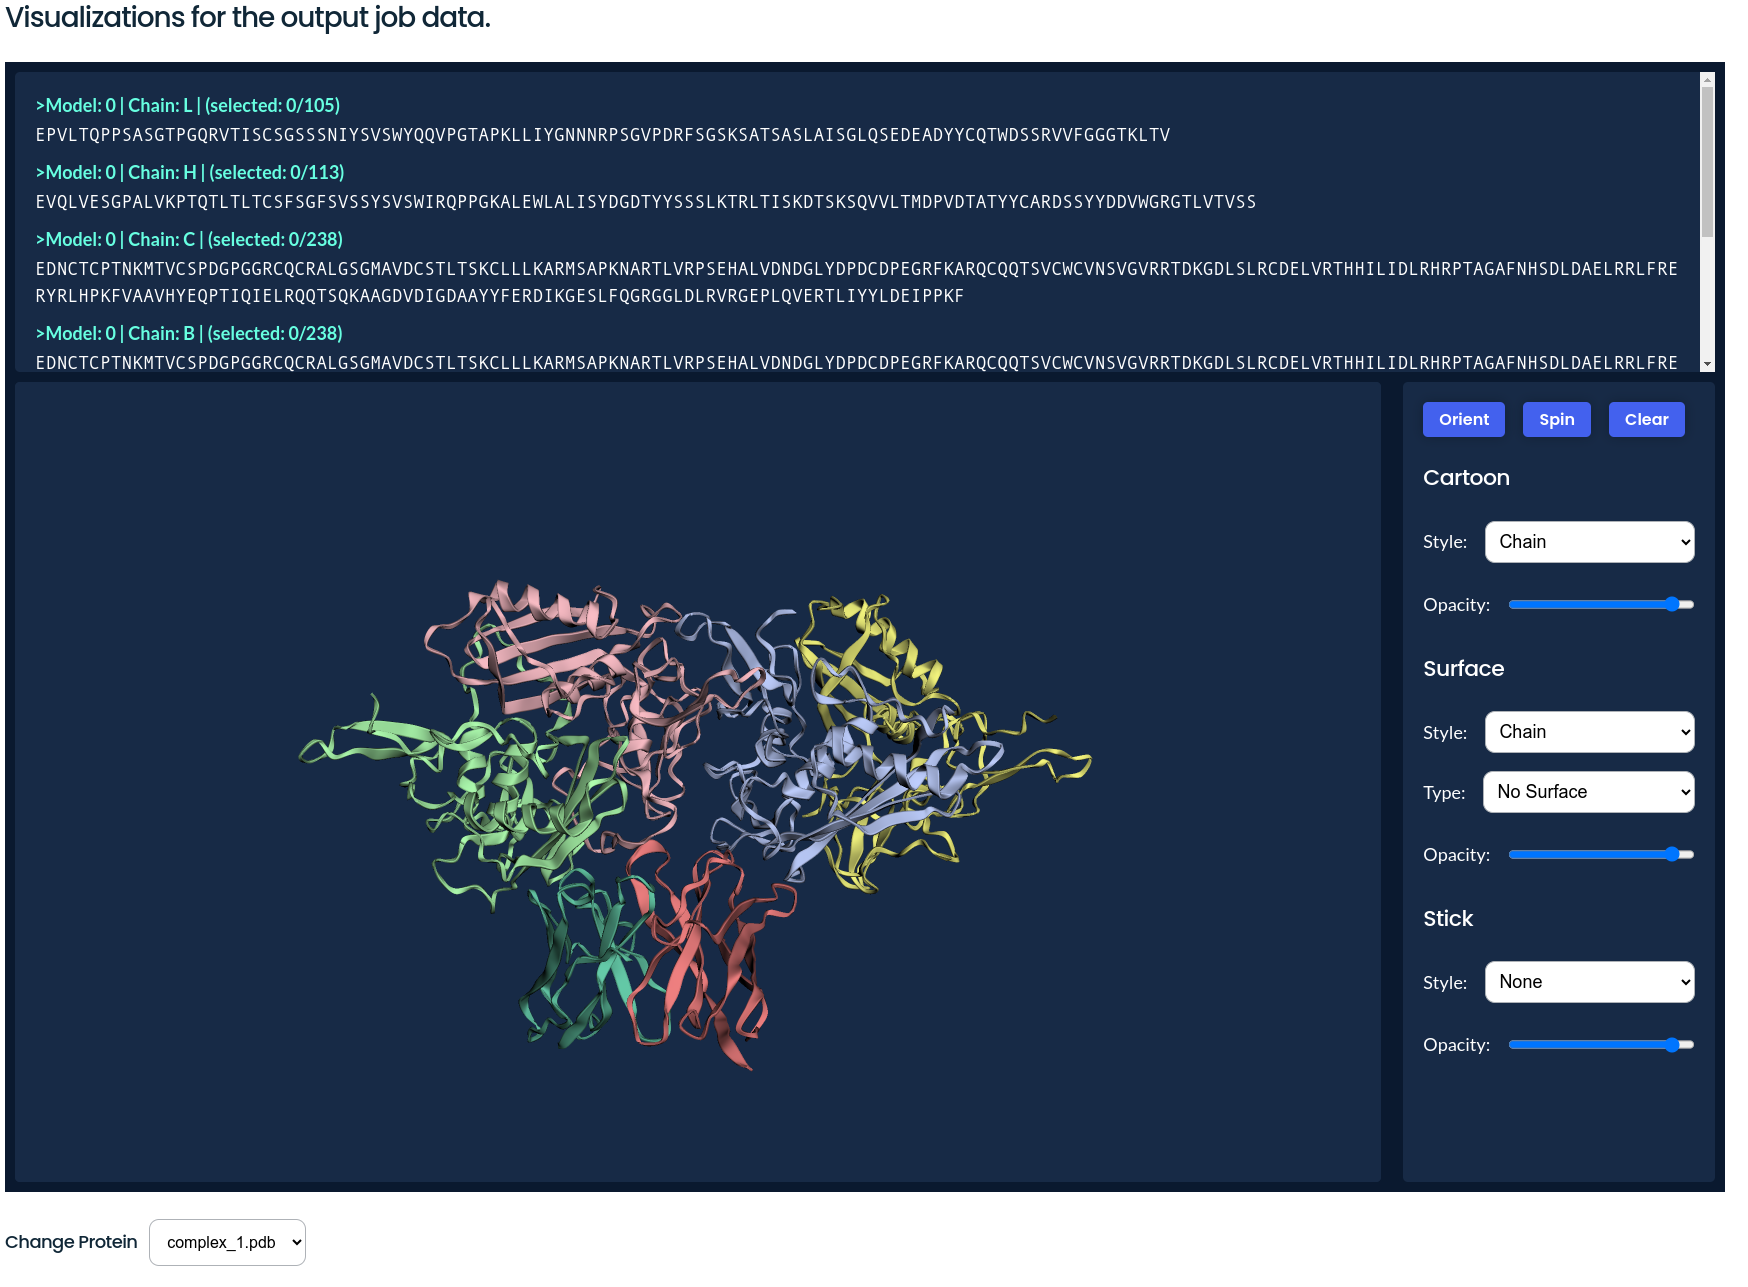 Visualizations for the output job data.
>Model: 0 | Chain: L | (selected: 0/105)
EPVLTQPPSASGTPGQRVTISCSGSSSNIYSVSWYQQVPGTAPKLLIYGNNNRPSGVPDRFSGSKSATSASLAISGLQSEDEADYYCQTWDSSRVVFGGGTKLTV
>Model: 0 | Chain: H | (selected: 0/113)
EVQLVESGPALVKPTQTLTLTCSFSGFSVSSYSVSWIRQPPGKALEWLALISYDGDTYYSSSLKTRLTISKDTSKSQVVLTMDPVDTATYYCARDSSYYDDVWGRGTLVTVSS
>Model: 0 | Chain: C | (selected: 0/238)
EDNCTCPTNKMTVCSPDGPGGRCQCRALGSGMAVDCSTLTSKCLLLKARMSAPKNARTLVRPSEHALVDNDGLYDPDCDPEGRFKARQCQQTSVCWCVNSVGVRRTDKGDLSLRCDELVRTHHILIDLRHRPTAGAFNHSDLDAELRRLFRE
RYRLHPKFVAAVHYEQPTIQIELRQQTSQKAAGDVDIGDAAYYFERDIKGESLFQGRGGLDLRVRGEPLQVERTLIYYLDEIPPKF
>Model: 0 | Chain: B | (selected: 0/238)
EDNCTCPTNKMTVCSPDGPGGRCQCRALGSGMAVDCSTLTSKCLLLKARMSAPKNARTLVRPSEHALVDNDGLYDPDCDPEGRFKARQCQQTSVCWCVNSVGVRRTDKGDLSLRCDELVRTHHILIDLRHRPTAGAFNHSDLDAELRRLFRE
Orient Spin Clear
Cartoon
Style: Chain
Opacity:
Surface
Style: Chain
Type: No Surface
Opacity:
Stick
Style: None
Opacity:
Change Protein complex_1.pdb